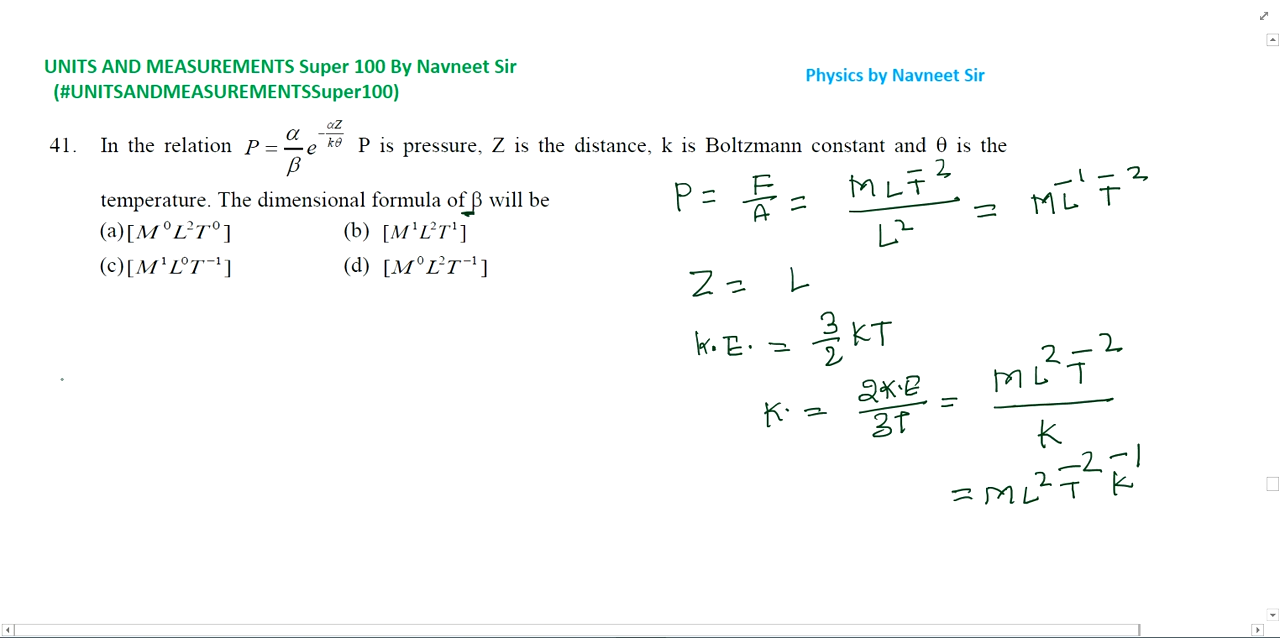 UNITS AND MEASUREMENTS Super 100 By Navneet Sir
(#UNITSANDMEASUREMENTSSuper100)
Physics by Navneet Sir
41. In the relation P = α/β e^(-αZ/kθ) P is pressure, Z is the distance, k is Boltzmann constant and θ is the
temperature. The dimensional formula of β will be
(a)[M⁰L²T⁰] (b) [M¹L²T¹]
(c)[M¹L⁰T⁻¹] (d) [M⁰L²T⁻¹]
P = F/A = MLT⁻²/L² = ML⁻¹T⁻²
Z = L
K.E. = 3/2 KT
K. = 2K.E/3T = ML²T⁻²/K
= ML²T⁻²K⁻¹